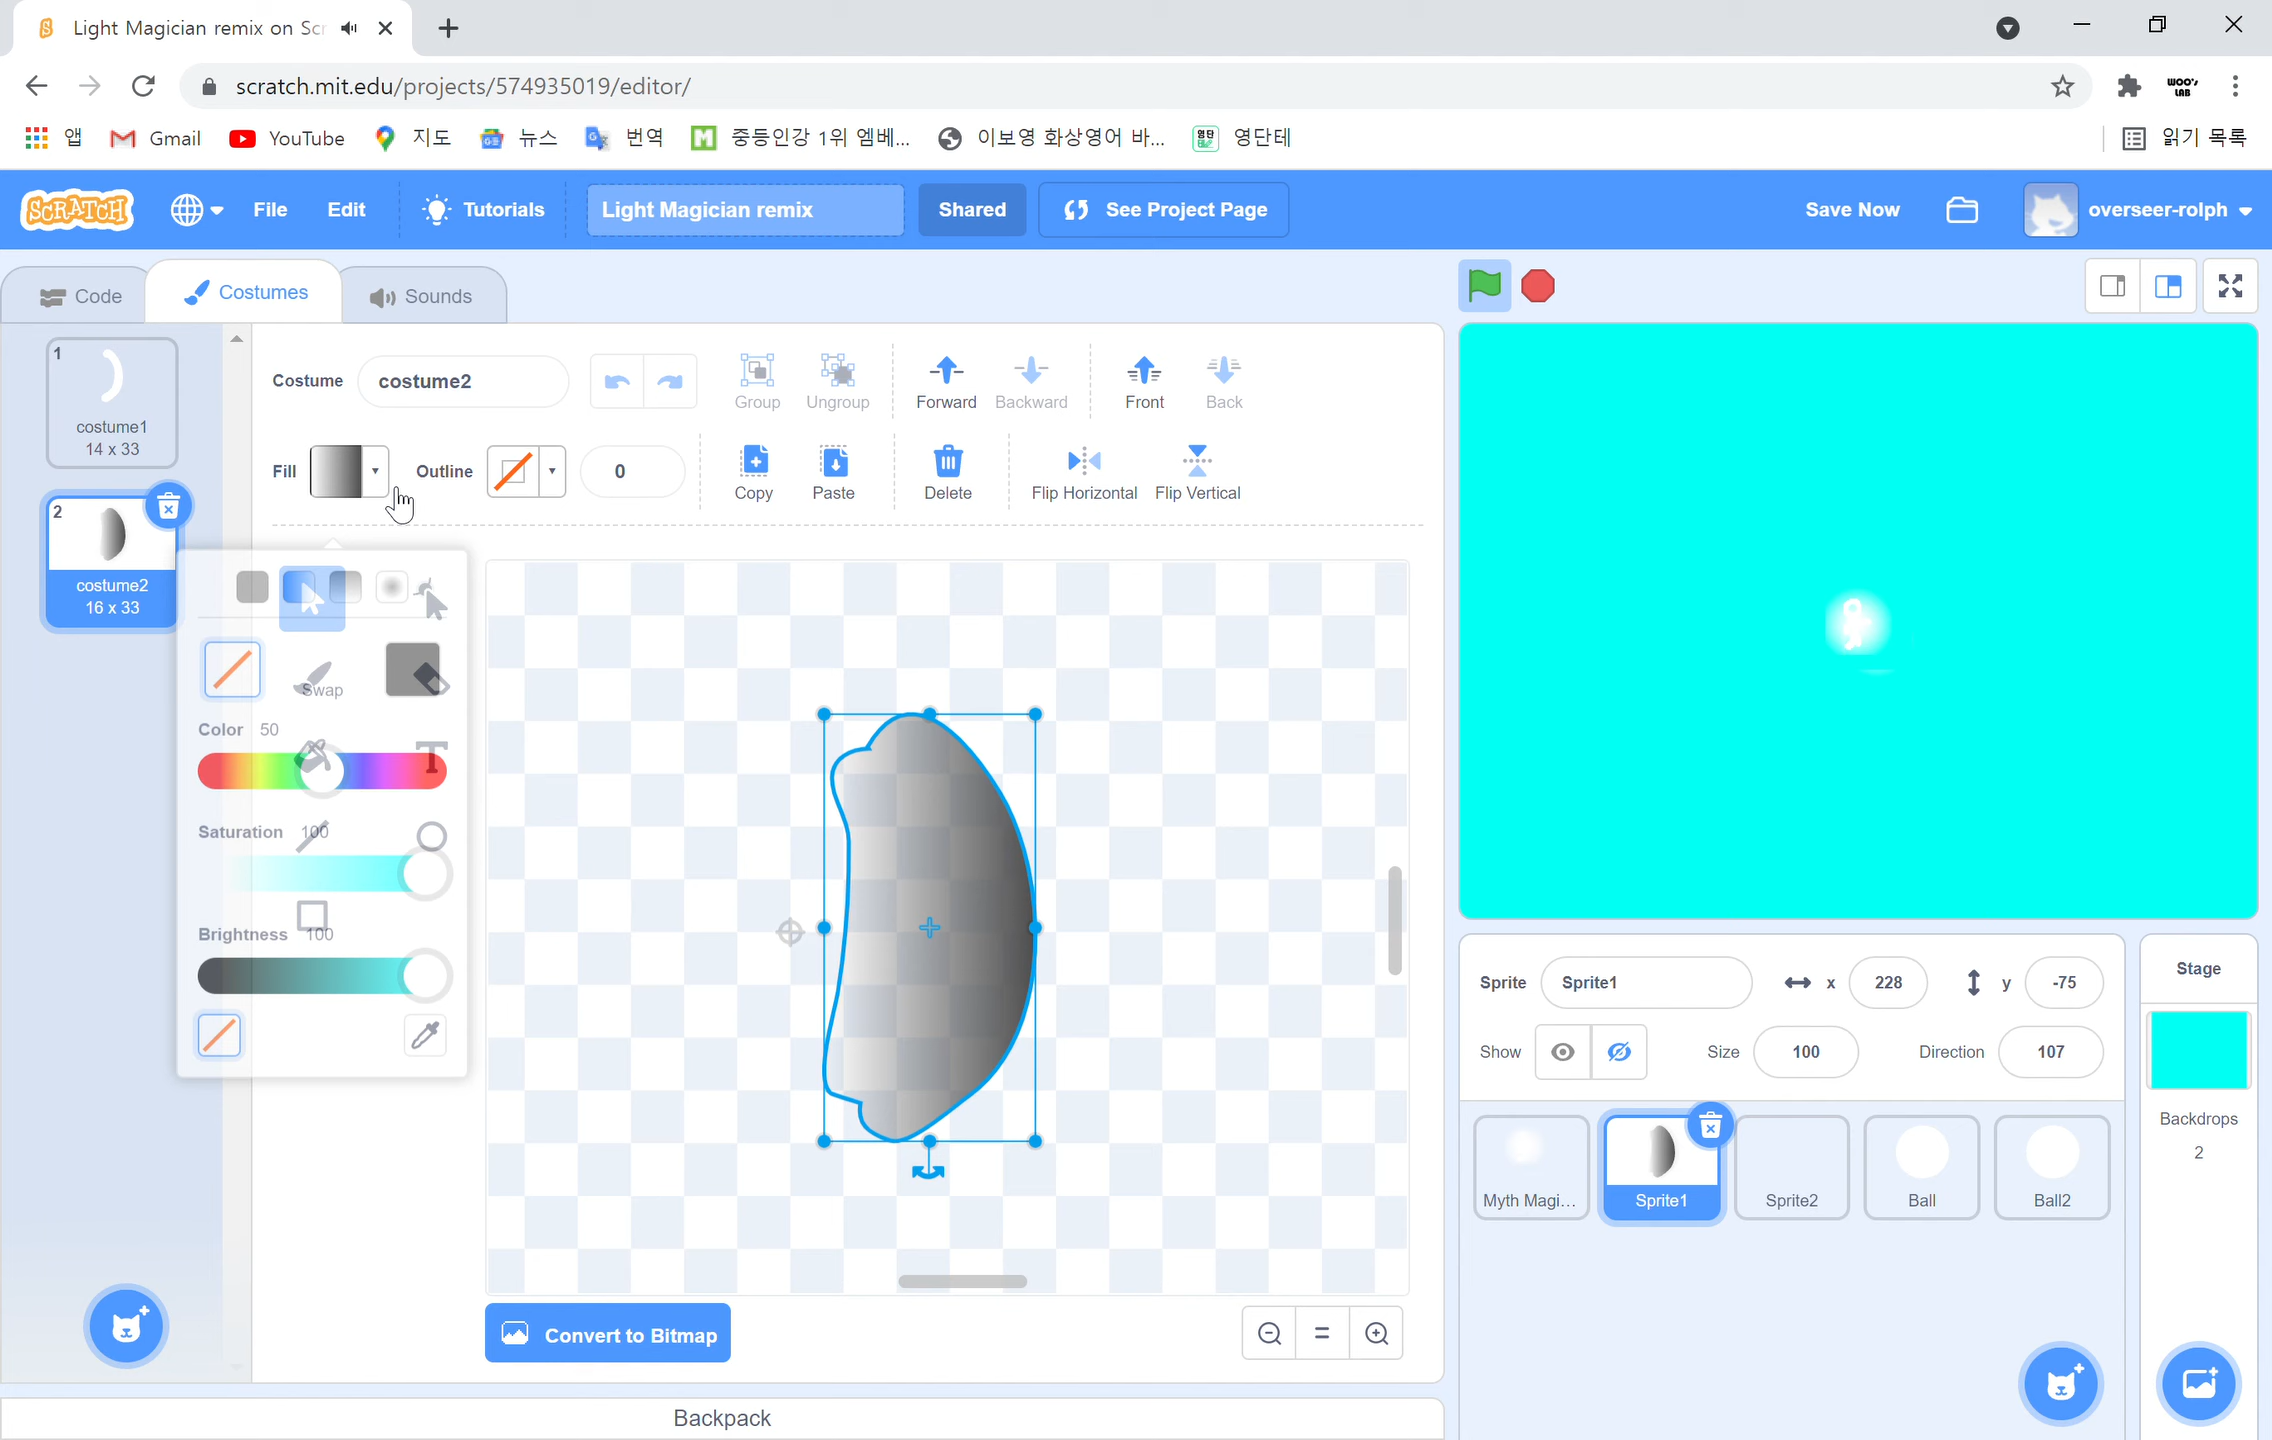 Light Magician remix on Scr
scratch.mit.edu/projects/574935019/editor/
WOO'S LAB
앱 Gmail YouTube 지도 뉴스 번역 중등인강 1위 엠베... 이보영 화상영어 바... 영단테 읽기 목록
SCRATCH File Edit Tutorials Light Magician remix Shared See Project Page Save Now overseer-rolph
Code Costumes Sounds
1
costume1
14 x 33
2
costume2
16 x 33
Costume costume2 Group Ungroup Forward Backward Front Back
Fill Outline 0 Copy Paste Delete Flip Horizontal Flip Vertical
Swap
Color 50
T
Saturation 100
Brightness 100
Convert to Bitmap
Backpack
Sprite Sprite1 x 228 y -75
Show Size 100 Direction 107
Myth Magi... Sprite1 Sprite2 Ball Ball2
Stage
Backdrops
2